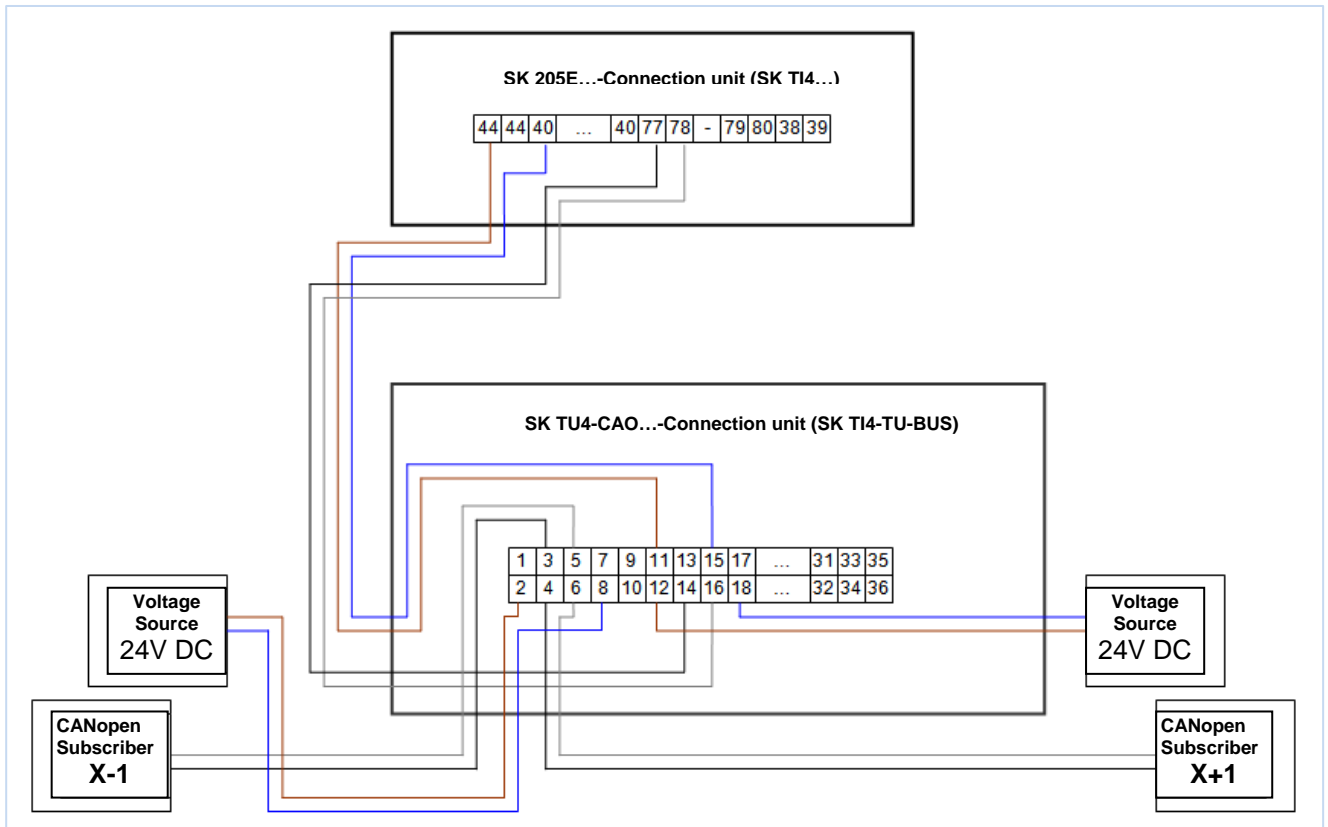 SK 205E…-Connection unit (SK TI4…)
44 44 40 ... 40 77 78 - 79 80 38 39
SK TU4-CAO…-Connection unit (SK TI4-TU-BUS)
1 3 5 7 9 11 13 15 17 ... 31 33 35
2 4 6 8 10 12 14 16 18 ... 32 34 36
Voltage
Source
24V DC
Voltage
Source
24V DC
CANopen
Subscriber
X-1
CANopen
Subscriber
X+1